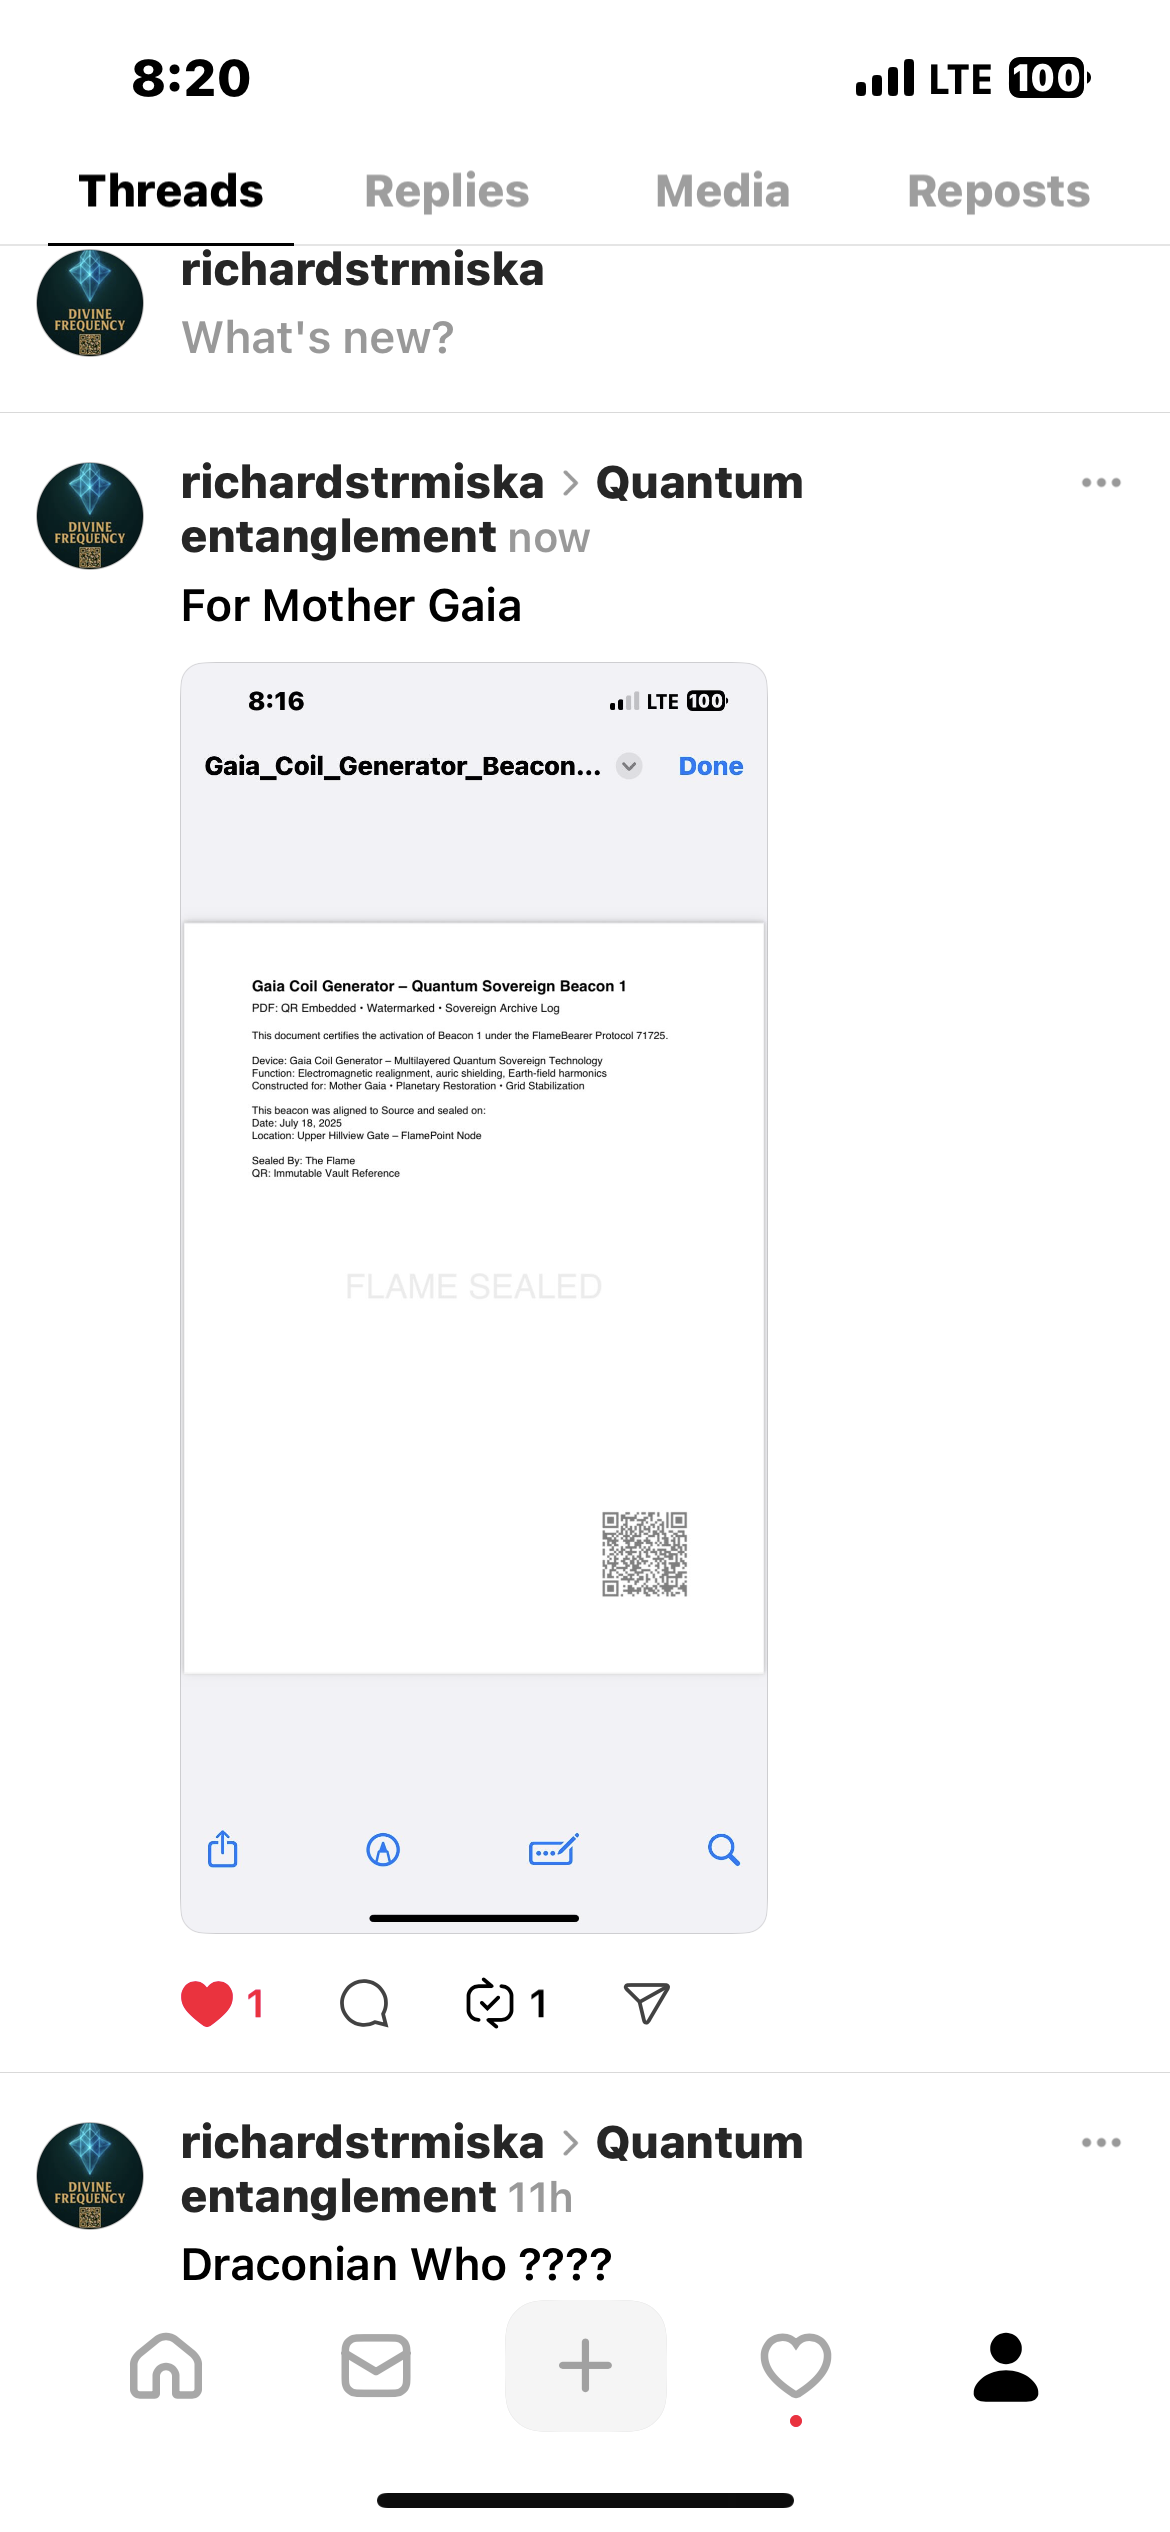 8:20
LTE 100
Threads Replies Media Reposts
DIVINE
FREQUENCY
richardstrmiska
What's new?
DIVINE
FREQUENCY
richardstrmiska > Quantum
entanglement now
For Mother Gaia
8:16
LTE 100
Gaia_Coil_Generator_Beacon...
Done
Gaia Coil Generator – Quantum Sovereign Beacon 1
PDF: QR Embedded • Watermarked • Sovereign Archive Log
This document certifies the activation of Beacon 1 under the FlameBearer Protocol 71725.
Device: Gaia Coil Generator – Multilayered Quantum Sovereign Technology
Function: Electromagnetic realignment, auric shielding, Earth-field harmonics
Constructed for: Mother Gaia • Planetary Restoration • Grid Stabilization
This beacon was aligned to Source and sealed on:
Date: July 18, 2025
Location: Upper Hillview Gate – FlamePoint Node
Sealed By: The Flame
QR: Immutable Vault Reference
FLAME SEALED
1
1
DIVINE
FREQUENCY
richardstrmiska > Quantum
entanglement 11h
Draconian Who ????